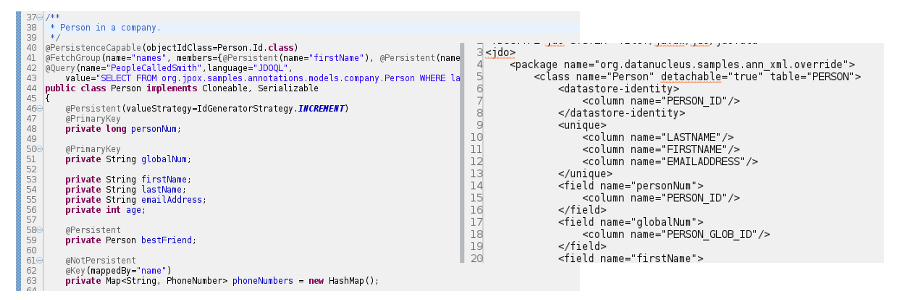 37 /**
38 * Person in a company.
39 */
40 @PersistenceCapable(objectIdClass=Person.Id.class)
41 @FetchGroup(name="names", members={@Persistent(name="firstName"), @Persistent(name
42 @Query(name="PeopleCalledSmith",language="JDOQL",
43 value="SELECT FROM org.jpox.samples.annotations.models.company.Person WHERE la
44 public class Person implements Cloneable, Serializable
45 {
46 @Persistent(valueStrategy=IdGeneratorStrategy.INCREMENT)
47 @PrimaryKey
48 private long personNum;
49
50 @PrimaryKey
51 private String globalNum;
52
53 private String firstName;
54 private String lastName;
55 private String emailAddress;
56 private int age;
57
58 @Persistent
59 private Person bestFriend;
60
61 @NotPersistent
62 @Key(mappedBy="name")
63 private Map<String, PhoneNumber> phoneNumbers = new HashMap();
3 <jdo>
4 <package name="org.datanucleus.samples.ann_xml.override">
5 <class name="Person" detachable="true" table="PERSON">
6 <datastore-identity>
7 <column name="PERSON_ID"/>
8 </datastore-identity>
9 <unique>
10 <column name="LASTNAME"/>
11 <column name="FIRSTNAME"/>
12 <column name="EMAILADDRESS"/>
13 </unique>
14 <field name="personNum">
15 <column name="PERSON_ID"/>
16 </field>
17 <field name="globalNum">
18 <column name="PERSON_GLOB_ID"/>
19 </field>
20 <field name="firstName">